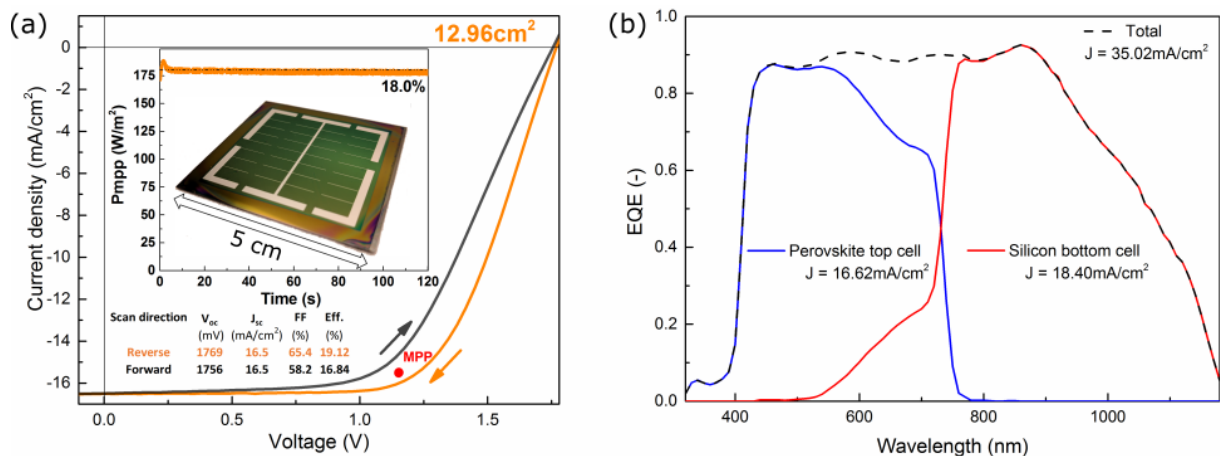 (a)
12.96cm²
18.0%
5 cm
Pmpp (W/m²)
175
150
125
100
75
50
25
0
0 20 40 60 80 100 120
Time (s)
Scan direction Voc Jsc FF Eff.
(mV) (mA/cm²) (%) (%)
Reverse 1769 16.5 65.4 19.12
Forward 1756 16.5 58.2 16.84
MPP
Current density (mA/cm²)
0
-2
-4
-6
-8
-10
-12
-14
-16
0.0 0.5 1.0 1.5
Voltage (V)
(b)
Total
J = 35.02mA/cm²
Perovskite top cell
J = 16.62mA/cm²
Silicon bottom cell
J = 18.40mA/cm²
EQE (-)
1.0
0.8
0.6
0.4
0.2
0.0
400 600 800 1000
Wavelength (nm)